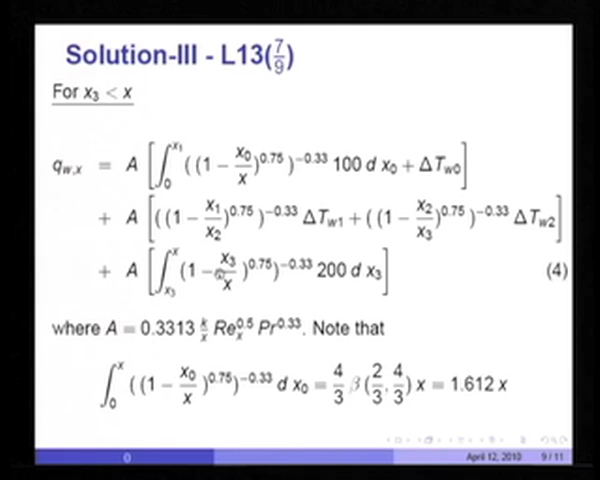 Solution-III - L13(7/9)
For x₃ < x
q_{w,x} = A [ ∫₀^{x₁} ( (1 − x₀/x)^{0.75} )^{−0.33} 100 d x₀ + Δ T_{w0} ]
+ A [ ( (1 − x₁/x₂)^{0.75} )^{−0.33} Δ T_{w1} + ( (1 − x₂/x₃)^{0.75} )^{−0.33} Δ T_{w2} ]
+ A [ ∫_{x₃}^{x} (1 − x₃/x )^{0.75})^{−0.33} 200 d x₃ ] (4)
where A = 0.3313 k/x Re_x^{0.5} Pr^{0.33}. Note that
∫₀^{x} ( (1 − x₀/x )^{0.75})^{−0.33} d x₀ = 4/3 β (2/3, 4/3) x = 1.612 x
0 April 12, 2010 9 / 11